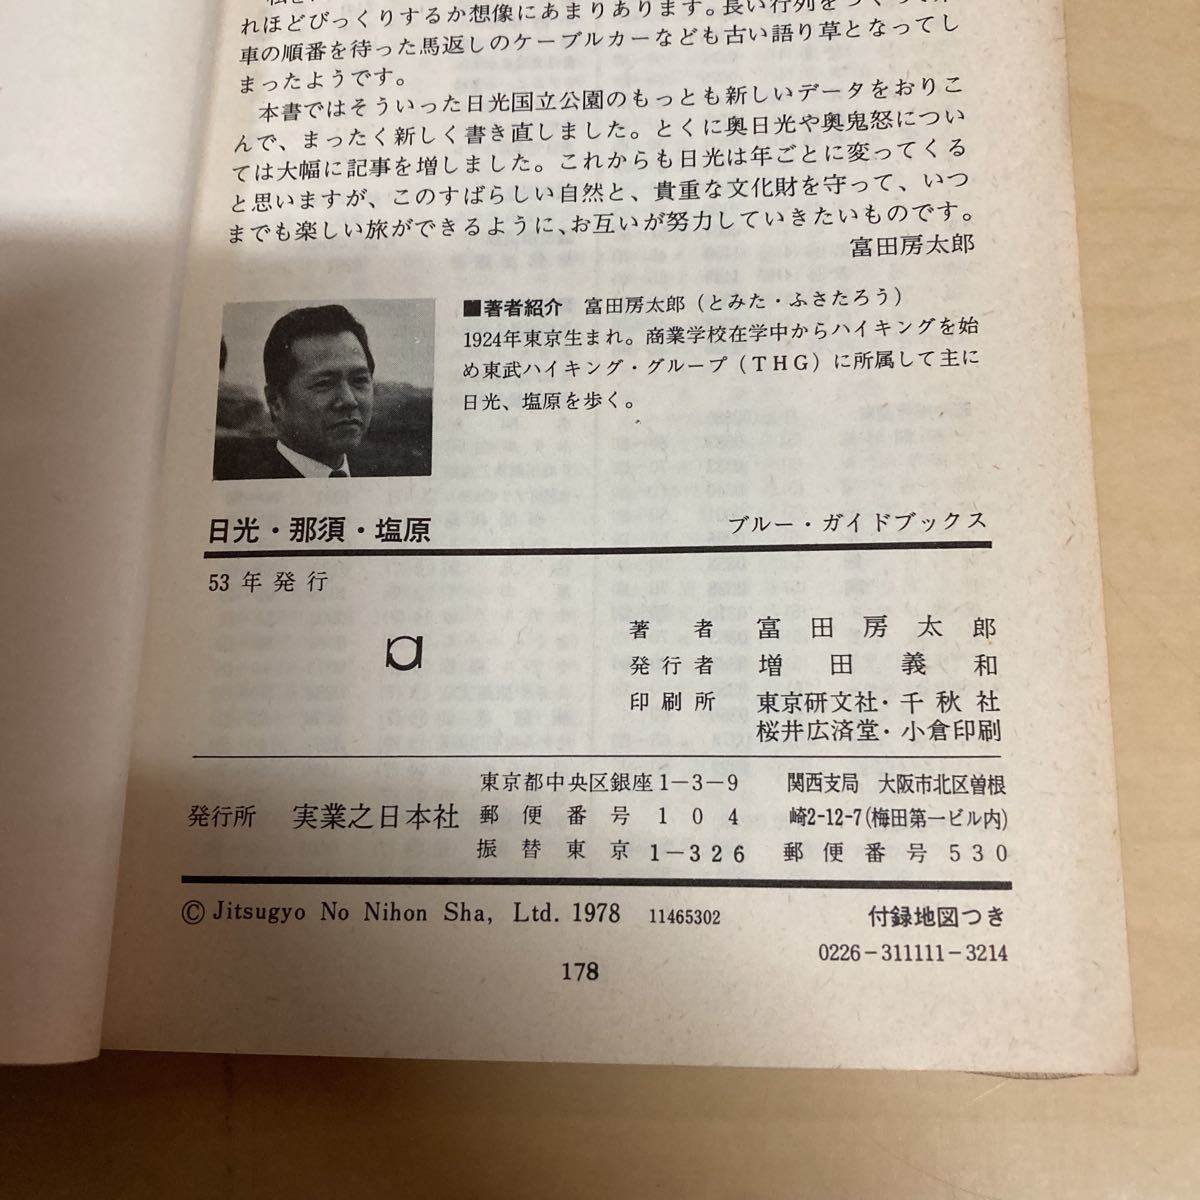 れほどびっくりするか想像にあまりあります。長い行列をつくって
車の順番を待った馬返しのケーブルカーなども古い語り草となってし
まったようです。
本書ではそういった日光国立公園のもっとも新しいデータをおりこ
んで、まったく新しく書き直しました。とくに奥日光や奥鬼怒につい
ては大幅に記事を増しました。これからも日光は年ごとに変ってくる
と思いますが、このすばらしい自然と、貴重な文化財を守って、いつ
までも楽しい旅ができるように、お互いが努力していきたいものです。
富田房太郎
■著者紹介 富田房太郎（とみた・ふさたろう）
1924年東京生まれ。商業学校在学中からハイキングを始
め東武ハイキング・グループ（THG）に所属して主に
日光、塩原を歩く。
日光・那須・塩原 ブルー・ガイドブックス
53年発行
著者 富田房太郎
発行者 増田義和
印刷所 東京研文社・千秋社
桜井広済堂・小倉印刷
東京都中央区銀座1-3-9 関西支局 大阪市北区曽根
発行所 実業之日本社 郵便番号 104 崎2-12-7(梅田第一ビル内)
振替東京 1-326 郵便番号 530
© Jitsugyo No Nihon Sha, Ltd. 1978 11465302 付録地図つき
0226-311111-3214
178